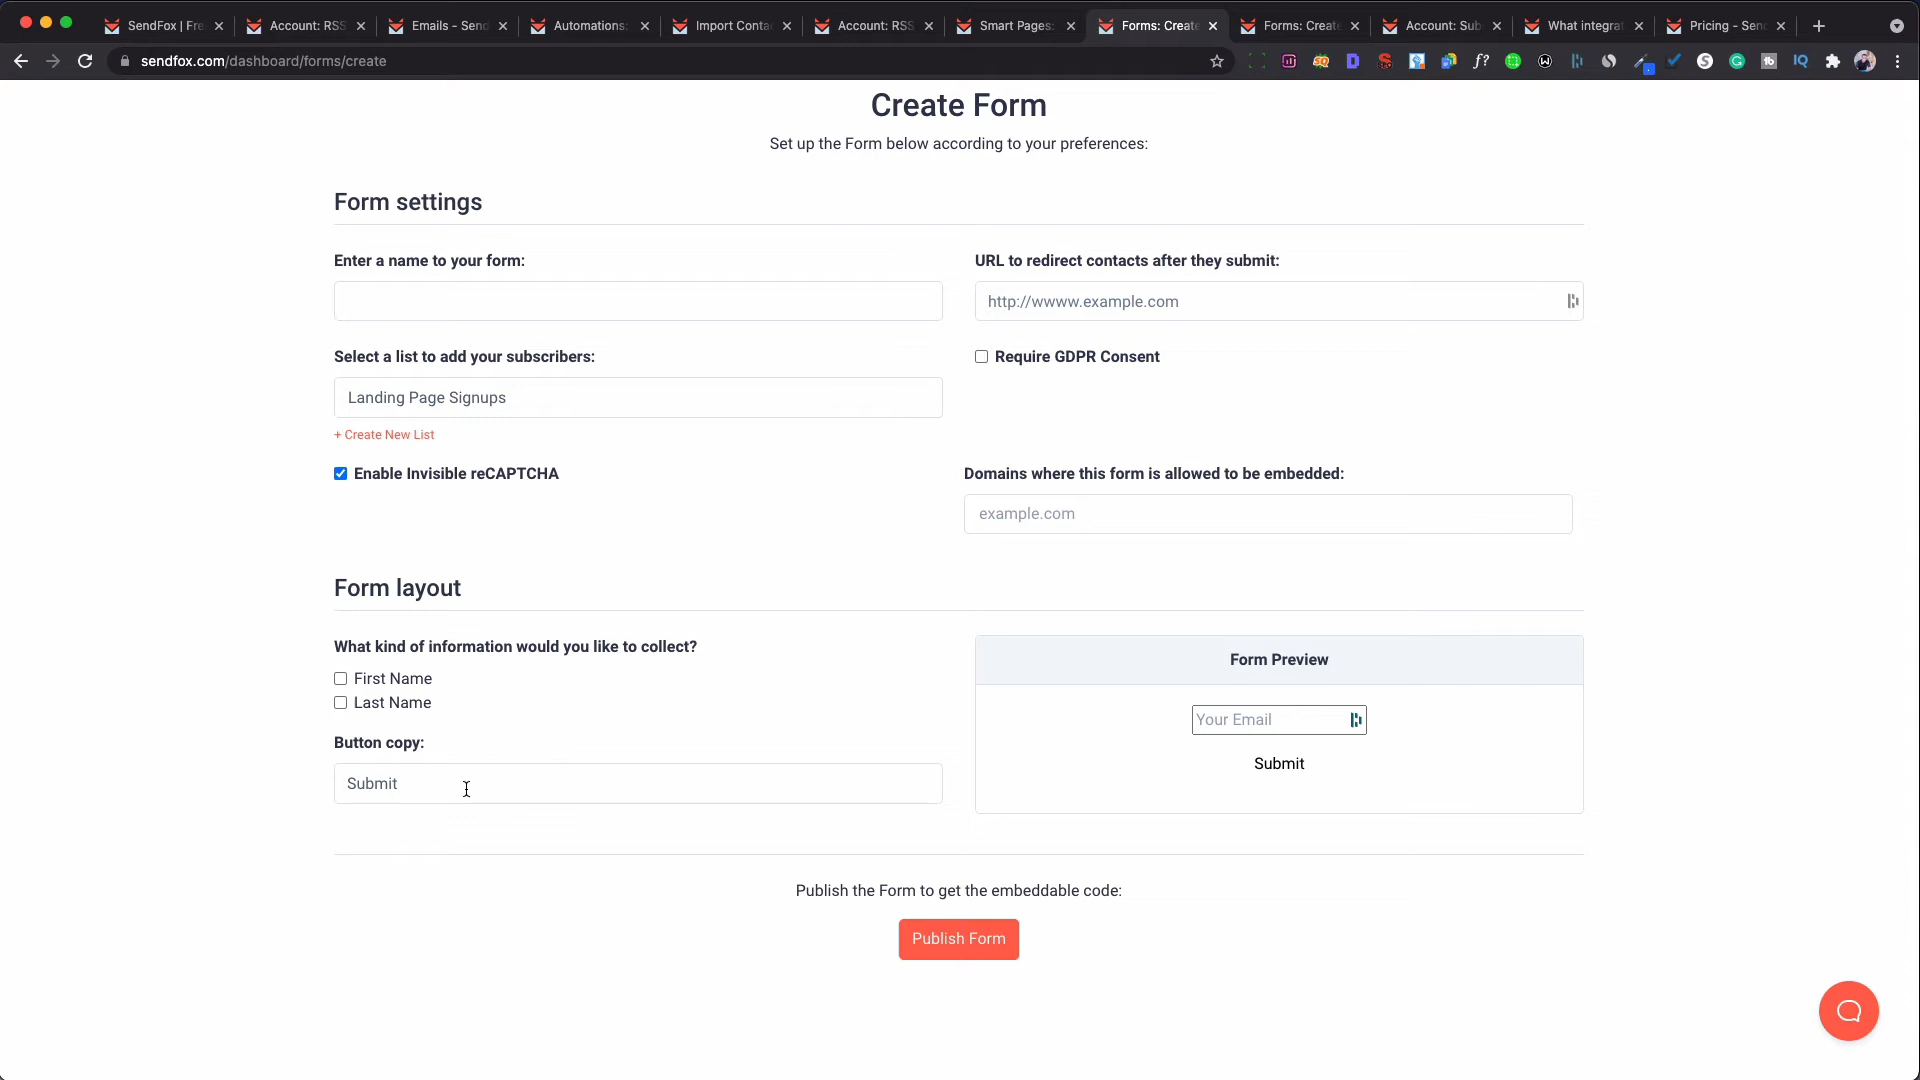 SendFox | Fre
Account: RSS
Emails - Send
Automations:
Import Conta
Account: RSS
Smart Pages:
Forms: Create
Forms: Create
Account: Sub
What integrat
Pricing - Send
sendfox.com/dashboard/forms/create
Create Form
Set up the Form below according to your preferences:
Form settings
Enter a name to your form:
URL to redirect contacts after they submit:
http://wwww.example.com
Select a list to add your subscribers:
Require GDPR Consent
Landing Page Signups
+ Create New List
Enable Invisible reCAPTCHA
Domains where this form is allowed to be embedded:
example.com
Form layout
What kind of information would you like to collect?
Form Preview
First Name
Last Name
Your Email
Button copy:
Submit
Submit
Publish the Form to get the embeddable code:
Publish Form